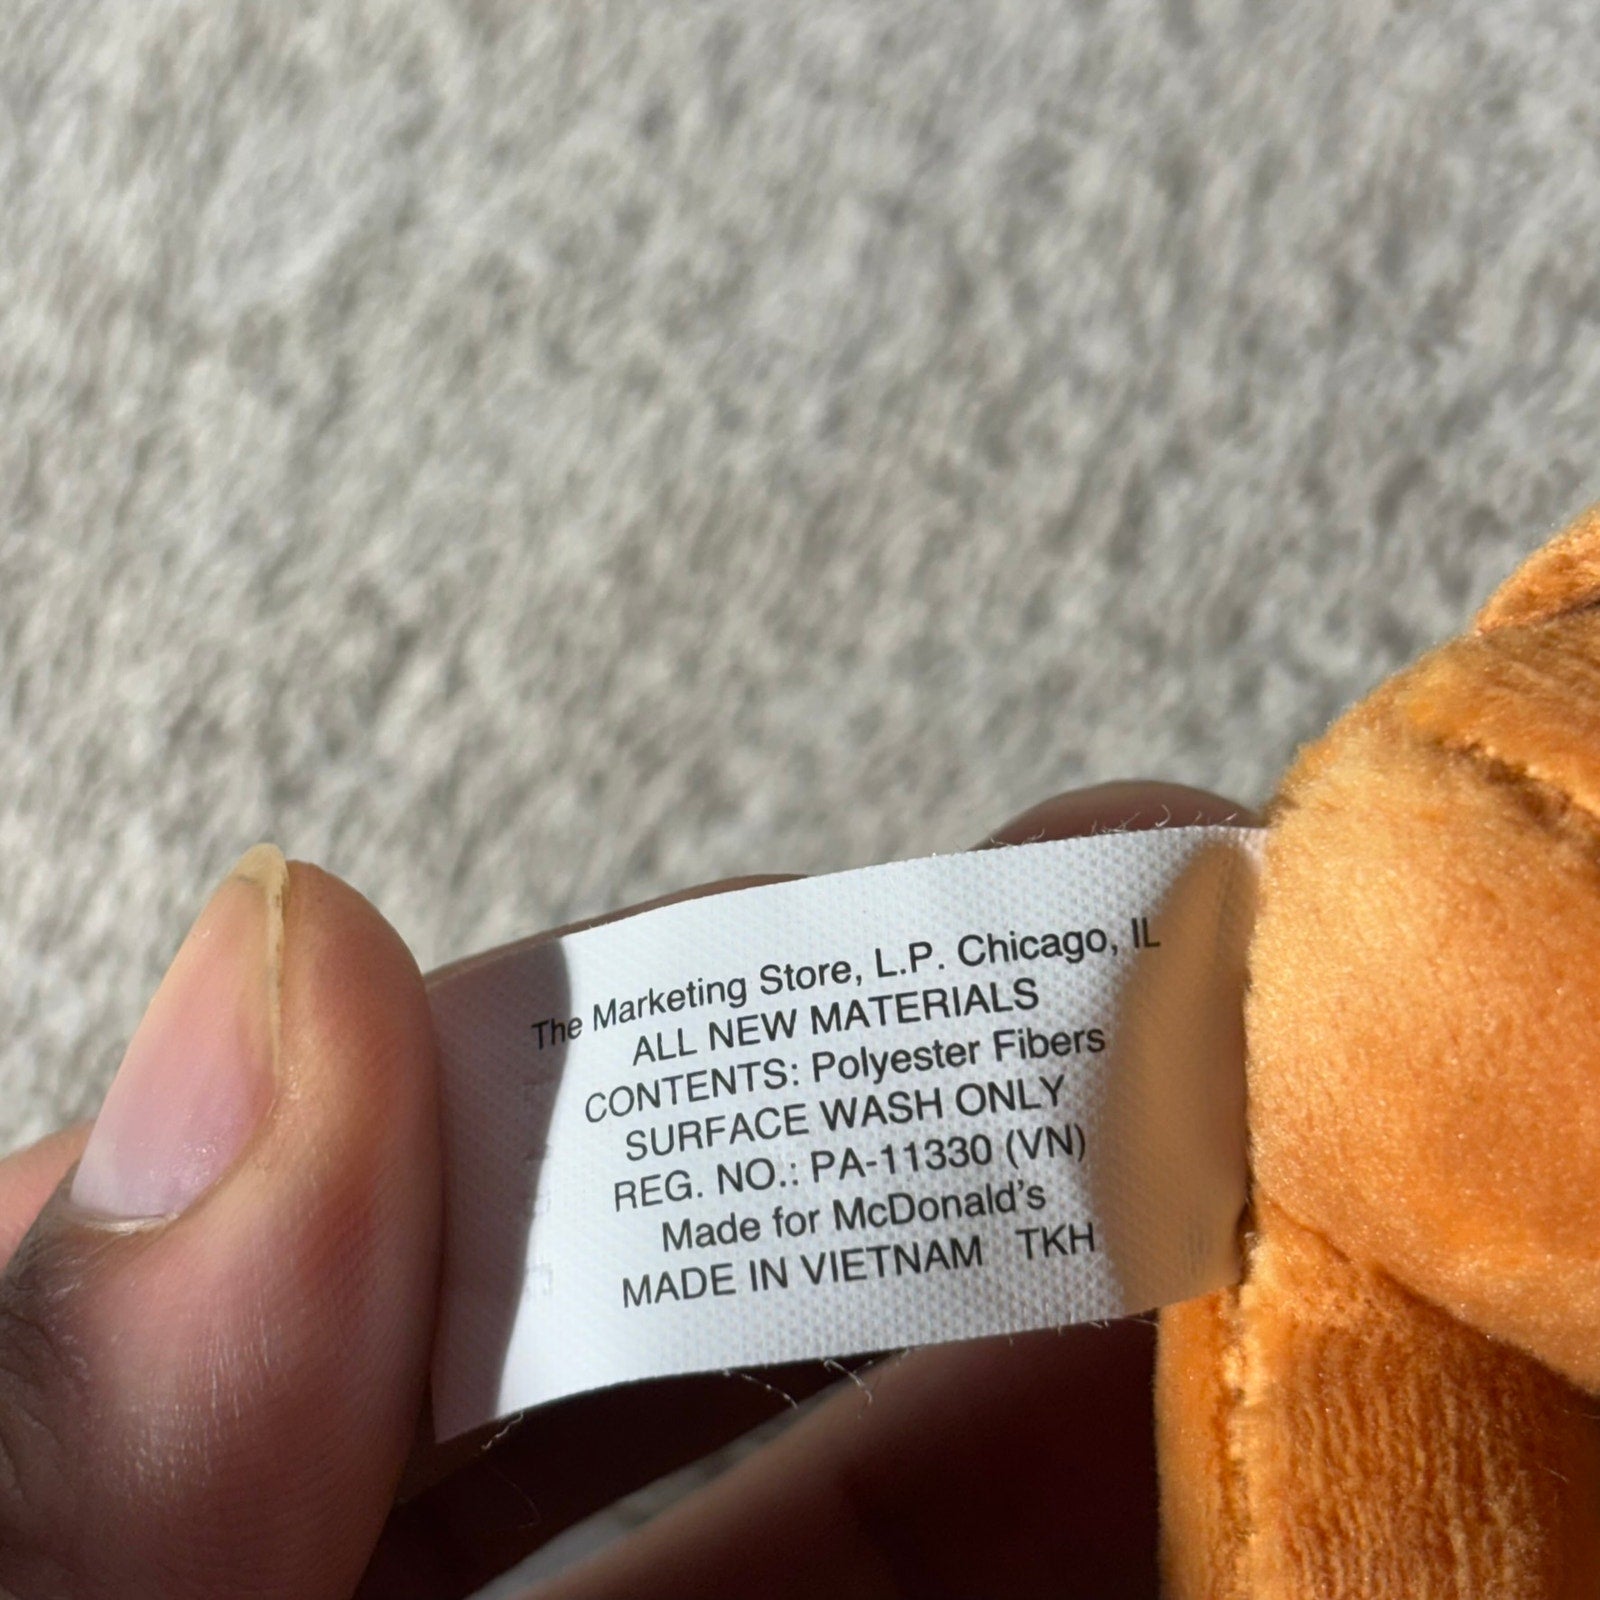 The Marketing Store, L.P. Chicago, IL
ALL NEW MATERIALS
CONTENTS: Polyester Fibers
SURFACE WASH ONLY
REG. NO.: PA-11330 (VN)
Made for McDonald's
MADE IN VIETNAM TKH